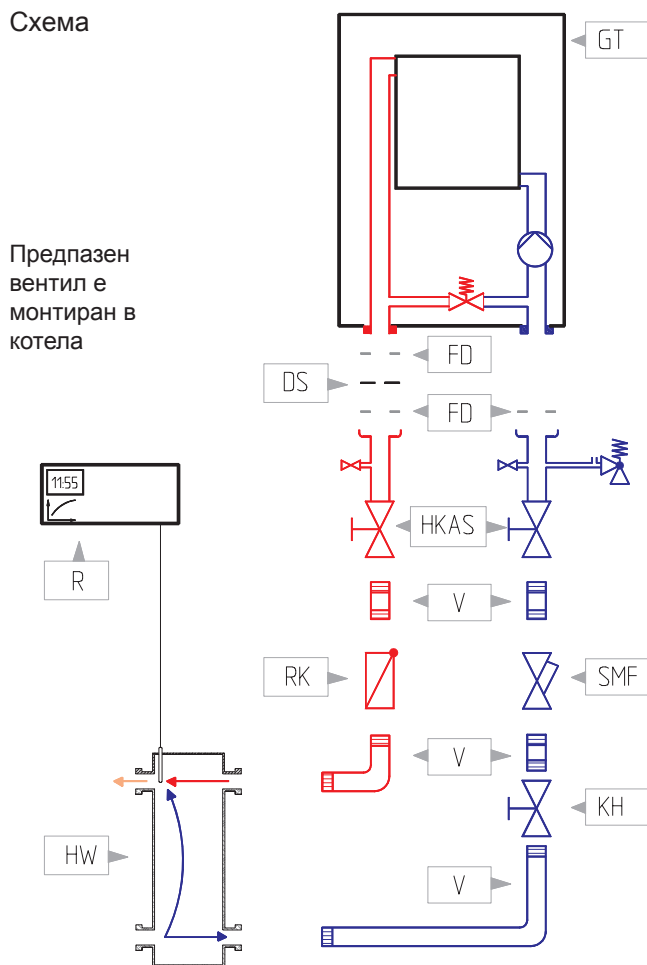 Схема
GT
Предпазен
вентил е
монтиран в
котела
FD
DS
FD
11:55
HKAS
R
V
RK
SMF
V
KH
HW
V